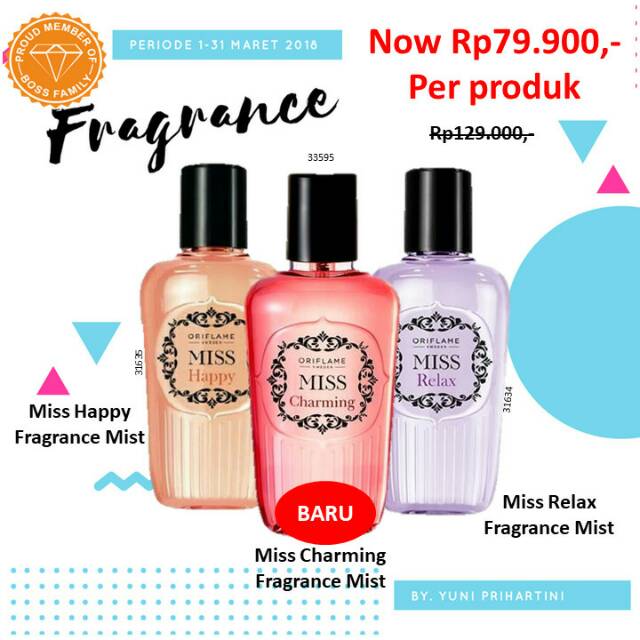 PROUD MEMBER OF
BOSS FAMILY
PERIODE 1-31 MARET 2018
Now Rp79.900,-
Per produk
Rp129.000,-
Fragrance
33595
31635
31634
ORIFLAME
SWEDEN
MISS
Happy
ORIFLAME
SWEDEN
MISS
Charming
ORIFLAME
SWEDEN
MISS
Relax
Miss Happy
Fragrance Mist
BARU
Miss Charming
Fragrance Mist
Miss Relax
Fragrance Mist
BY. YUNI PRIHARTINI